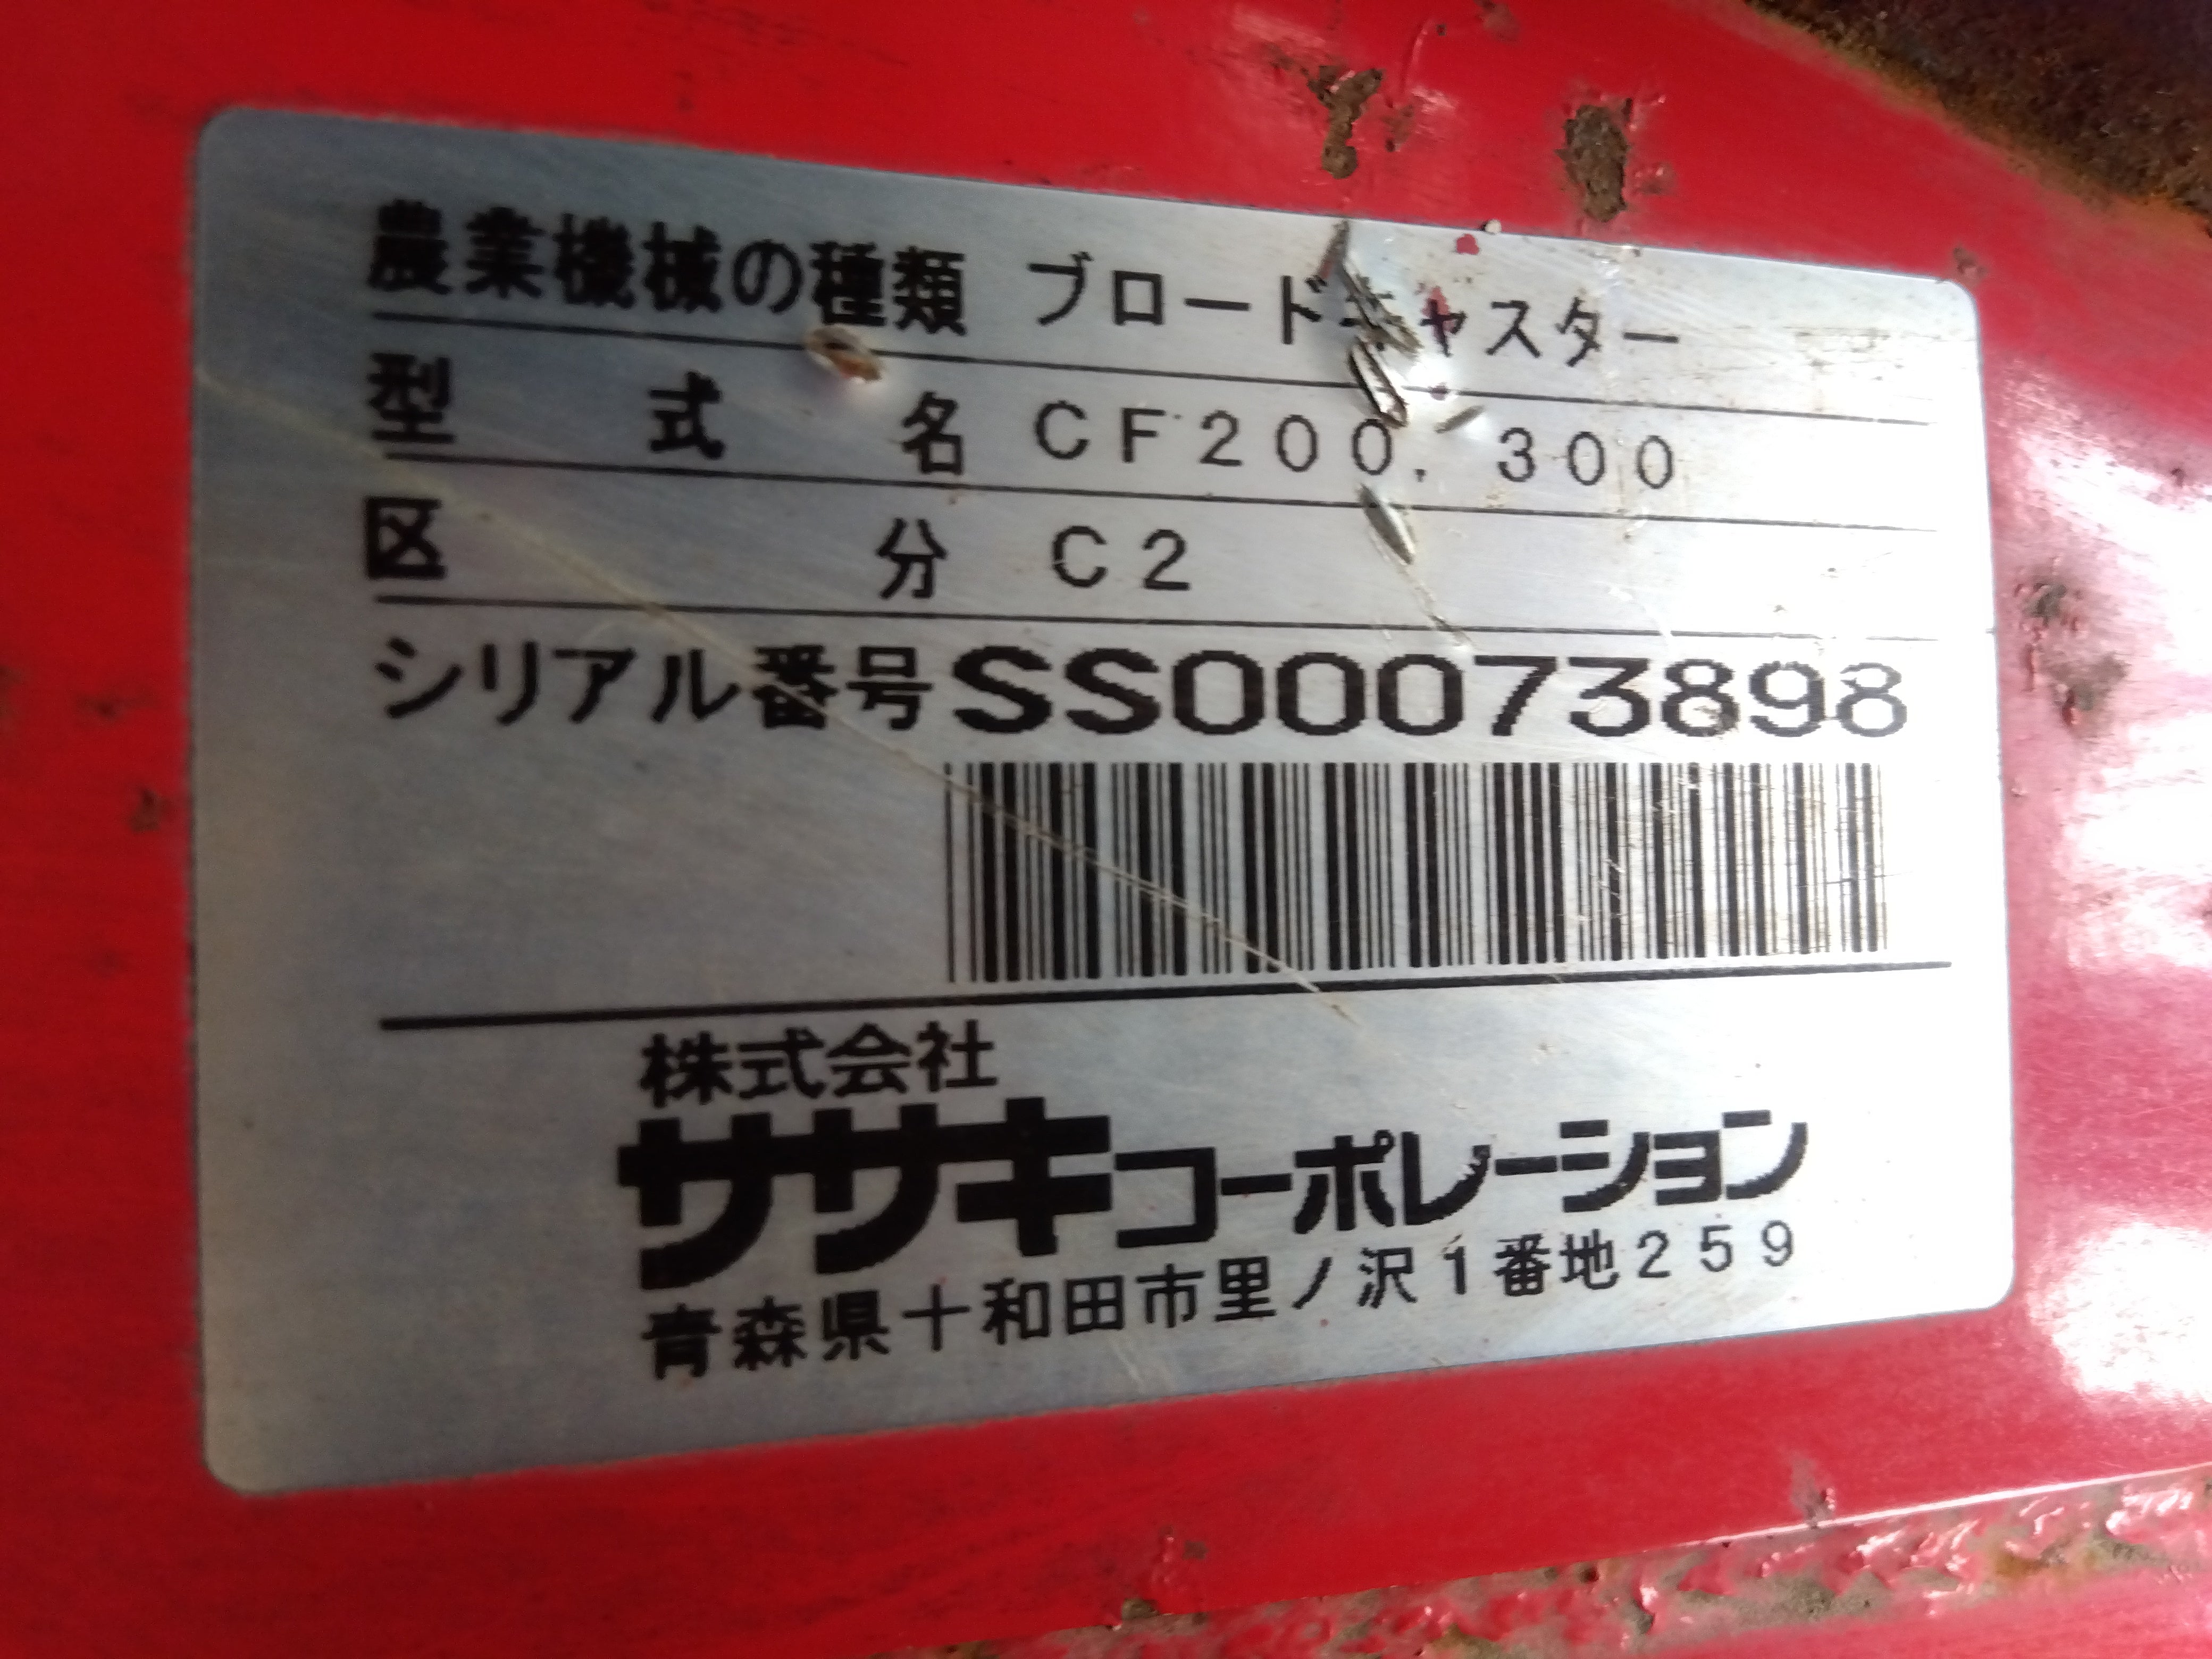 農業機械の種類 ブロードキャスター
型式名 CF200, 300
区分 C2
シリアル番号 SS00073898
株式会社
ササキコーポレーション
青森県十和田市里ノ沢1番地259